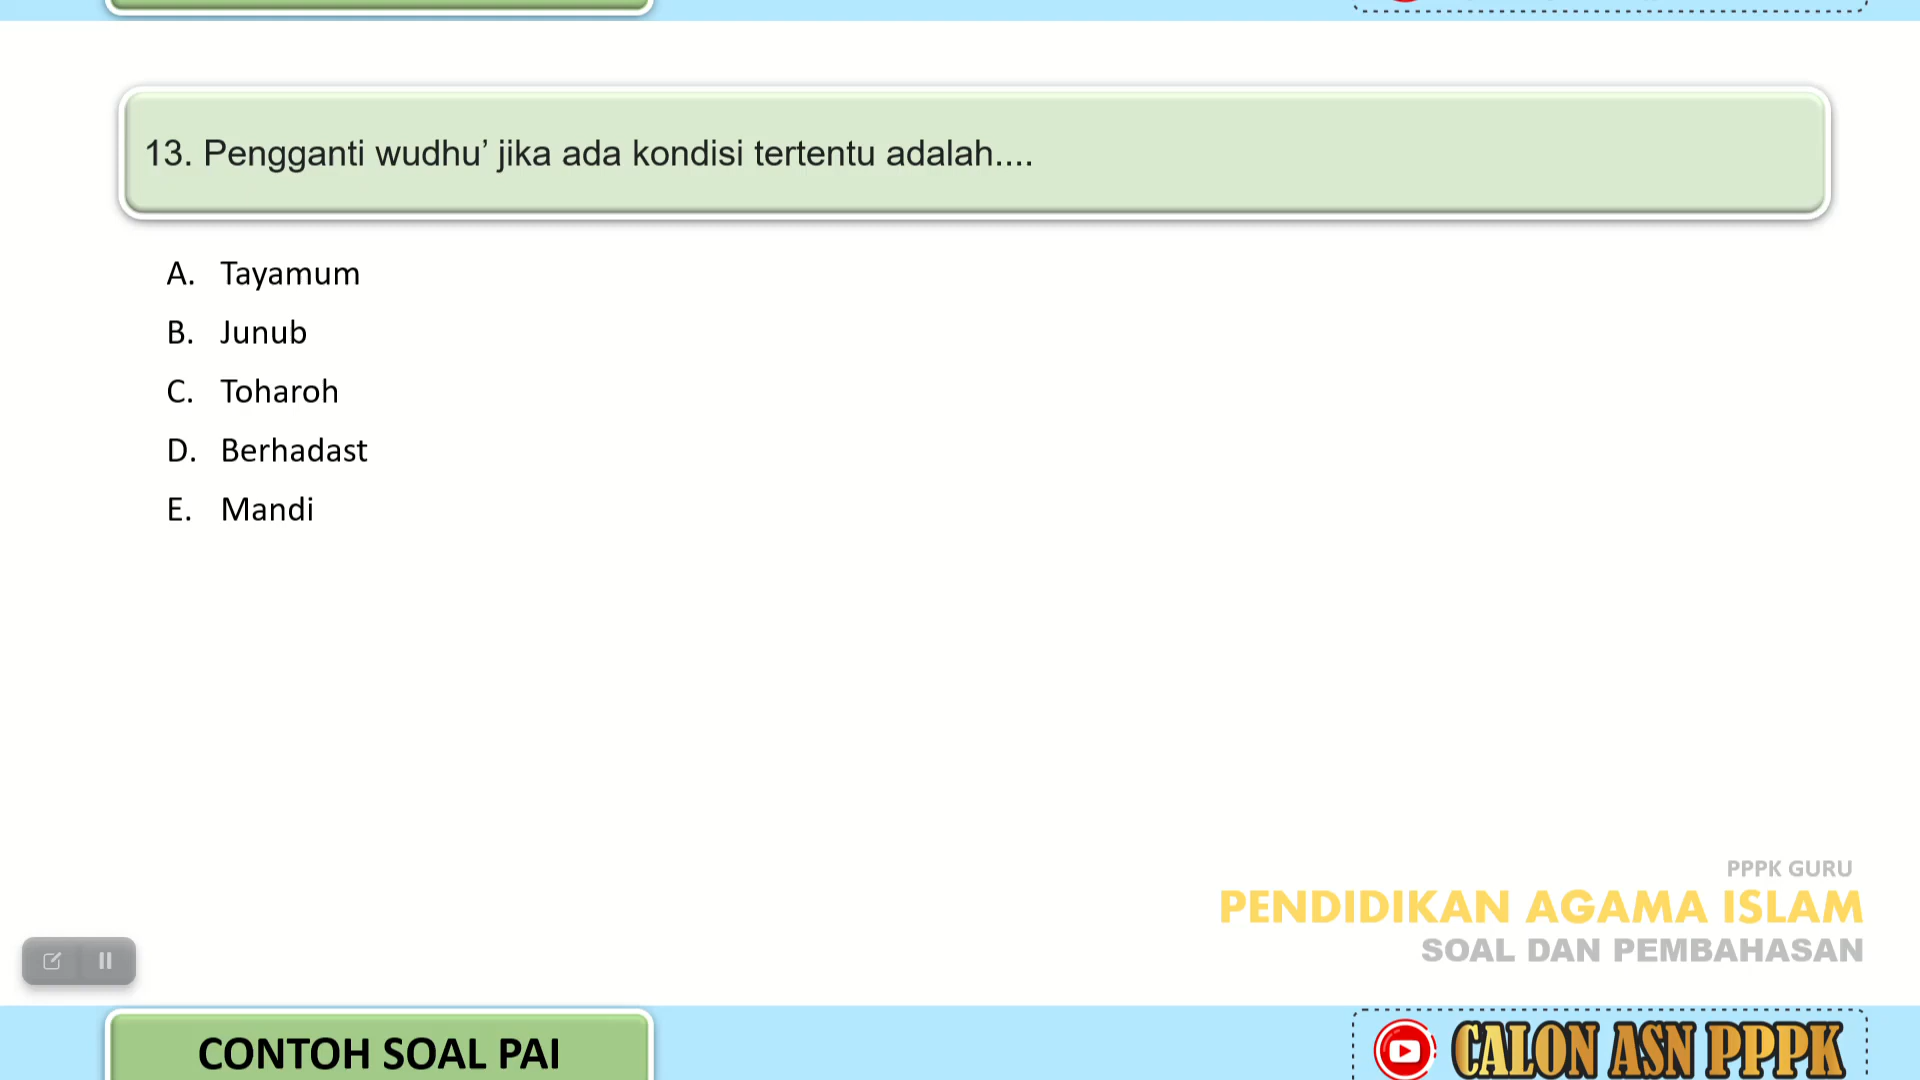 13. Pengganti wudhu’ jika ada kondisi tertentu adalah....
A. Tayamum
B. Junub
C. Toharoh
D. Berhadast
E. Mandi
PPPK GURU
PENDIDIKAN AGAMA ISLAM
SOAL DAN PEMBAHASAN
CONTOH SOAL PAI
CALON ASN PPPK